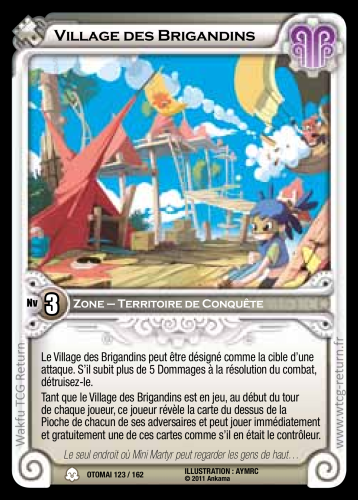 VILLAGE DES BRIGANDINS
Nv 3 ZONE – TERRITOIRE DE CONQUÊTE
Le Village des Brigandins peut être désigné comme la cible d'une
attaque. S'il subit plus de 5 Dommages à la résolution du combat,
détruisez-le.
Tant que le Village des Brigandins est en jeu, au début du tour
de chaque joueur, ce joueur révèle la carte du dessus de la
Pioche de chacun de ses adversaires et peut jouer immédiatement
et gratuitement une de ces cartes comme s'il en était le contrôleur.
Le seul endroit où Mini Martyr peut regarder les gens de haut…
OTOMAI 123 / 162
ILLUSTRATION : AYMRC
© 2011 Ankama
Wakfu TCG Return
www.wtcg-return.fr